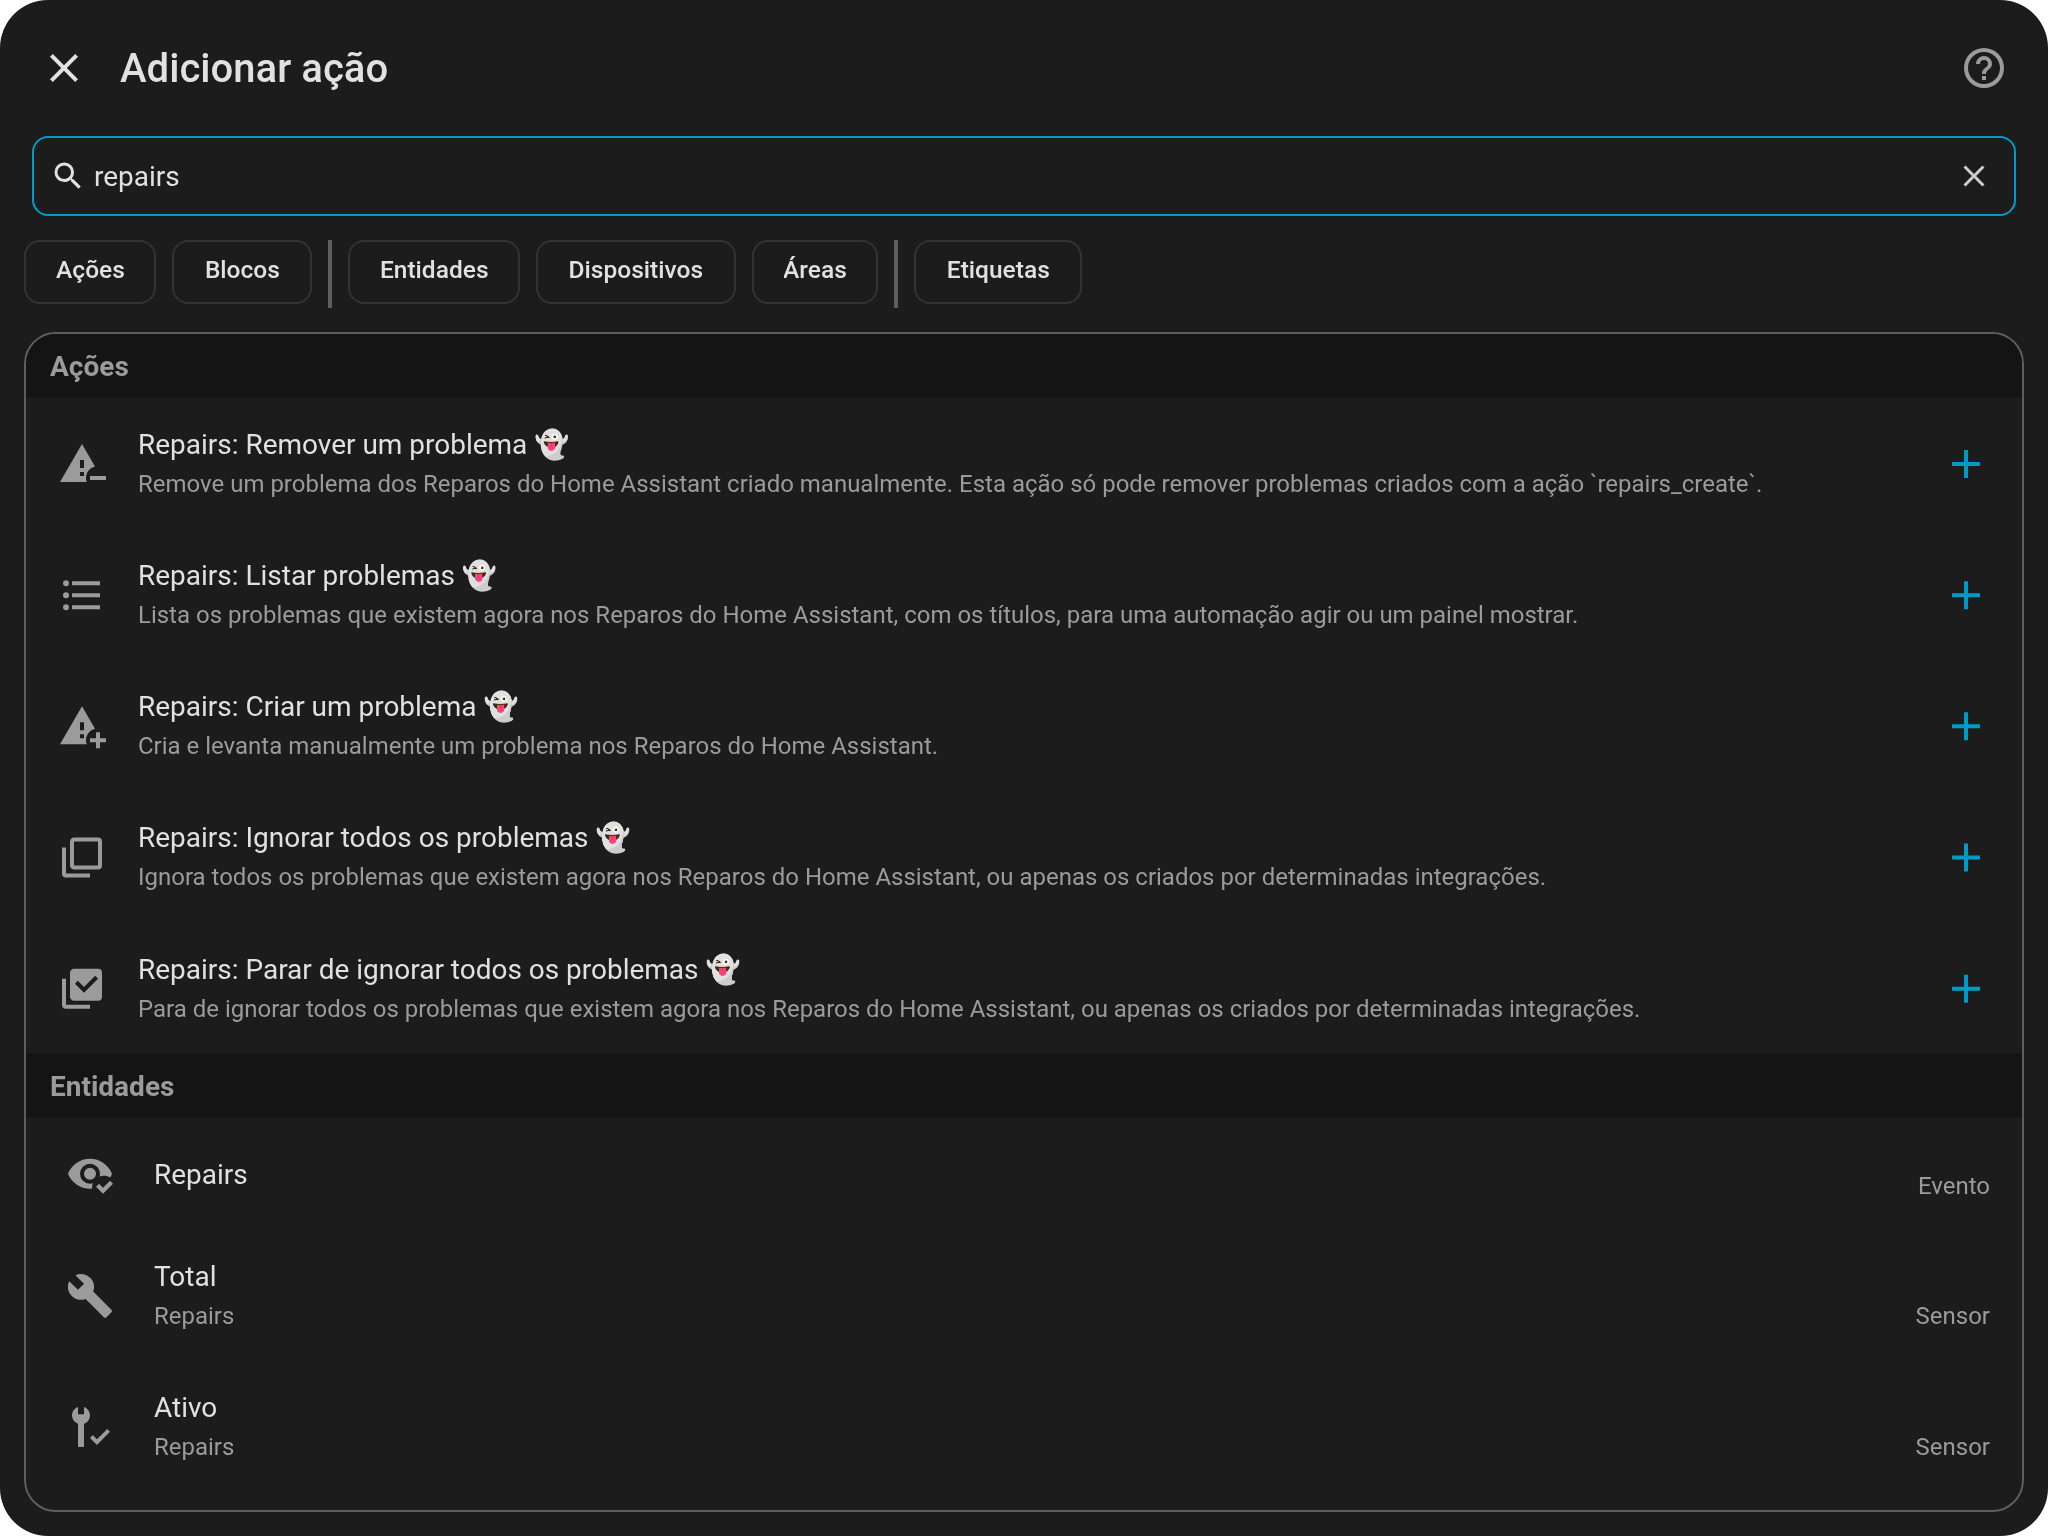 Adicionar ação
repairs
Ações
Blocos
Entidades
Dispositivos
Áreas
Etiquetas
Ações
Repairs: Remover um problema 👻
Remove um problema dos Reparos do Home Assistant criado manualmente. Esta ação só pode remover problemas criados com a ação `repairs_create`.
Repairs: Listar problemas 👻
Lista os problemas que existem agora nos Reparos do Home Assistant, com os títulos, para uma automação agir ou um painel mostrar.
Repairs: Criar um problema 👻
Cria e levanta manualmente um problema nos Reparos do Home Assistant.
Repairs: Ignorar todos os problemas 👻
Ignora todos os problemas que existem agora nos Reparos do Home Assistant, ou apenas os criados por determinadas integrações.
Repairs: Parar de ignorar todos os problemas 👻
Para de ignorar todos os problemas que existem agora nos Reparos do Home Assistant, ou apenas os criados por determinadas integrações.
Entidades
Repairs
Evento
Total
Repairs
Sensor
Ativo
Repairs
Sensor